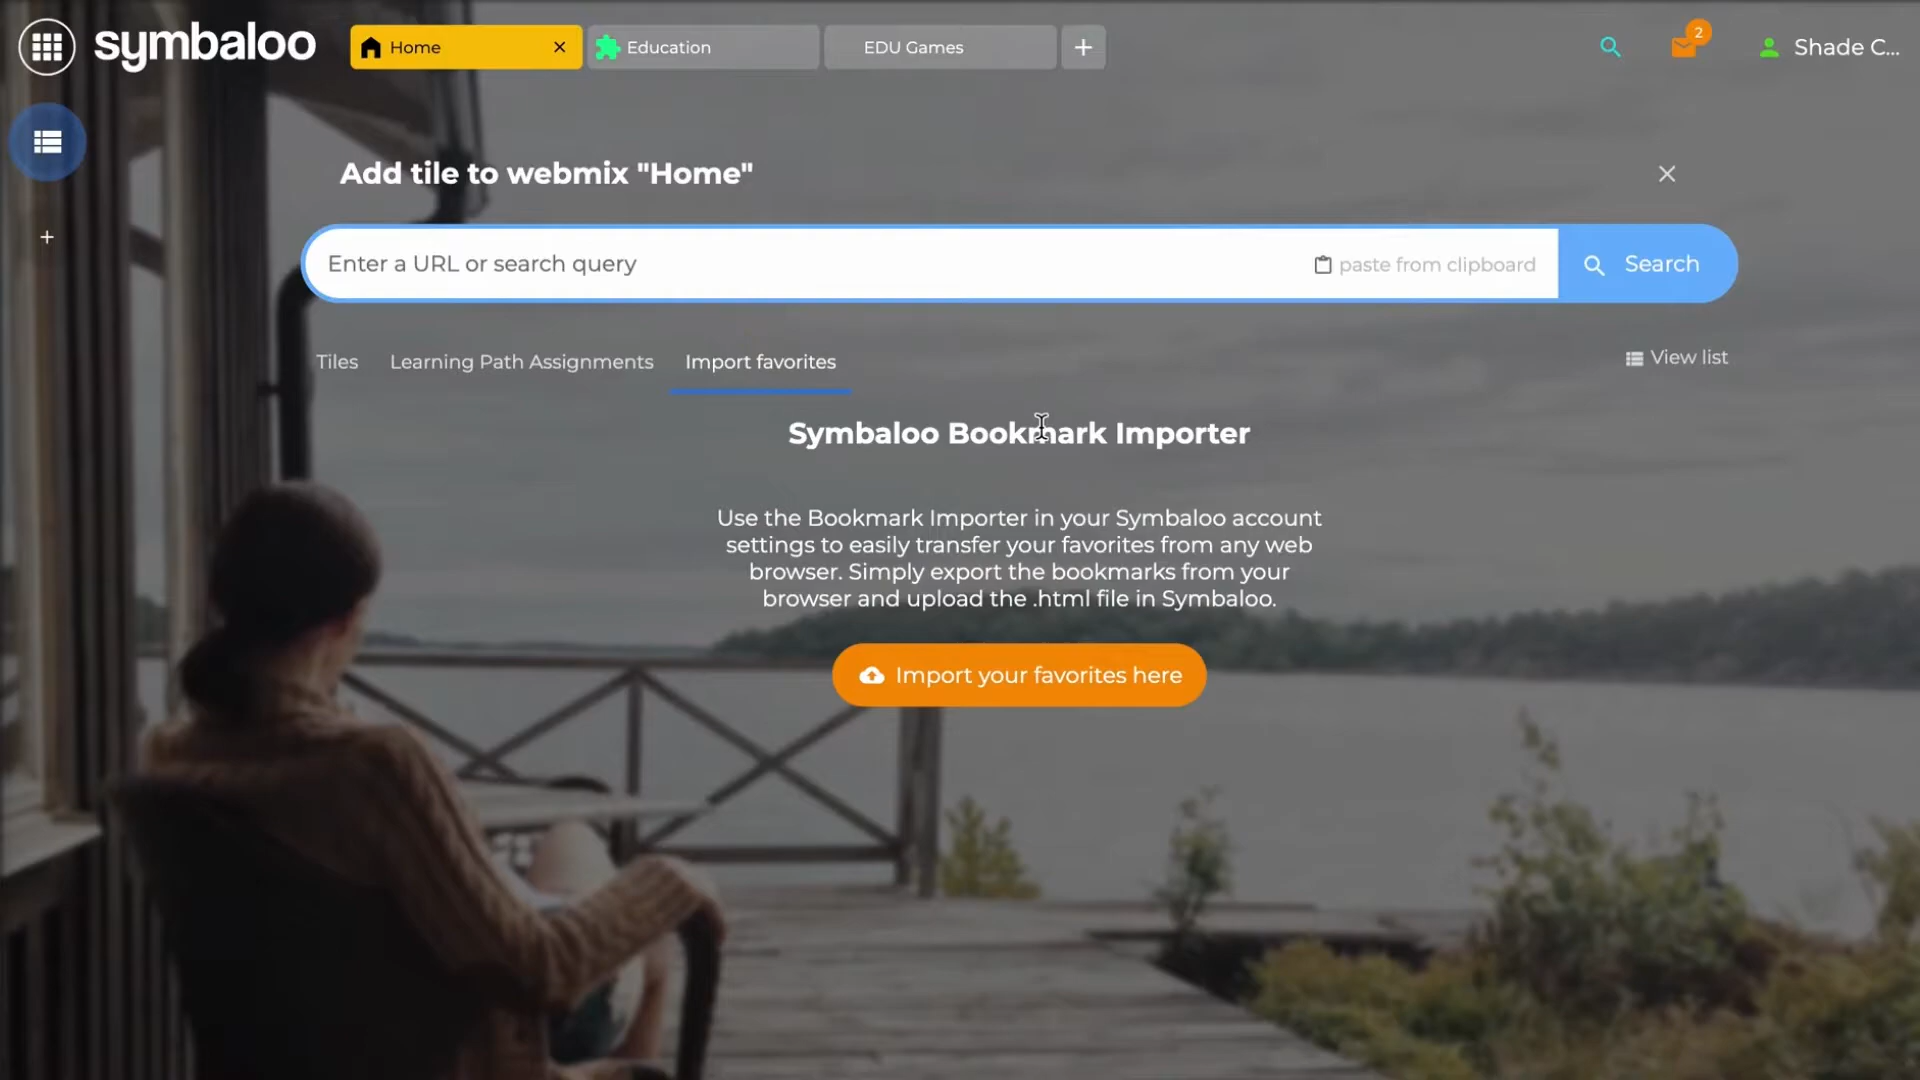 symbaloo
Home
Education
EDU Games
2
Shade C...
Add tile to webmix "Home"
Enter a URL or search query
paste from clipboard
Search
Tiles
Learning Path Assignments
Import favorites
View list
Symbaloo Bookmark Importer
Use the Bookmark Importer in your Symbaloo account
settings to easily transfer your favorites from any web
browser. Simply export the bookmarks from your
browser and upload the .html file in Symbaloo.
Import your favorites here